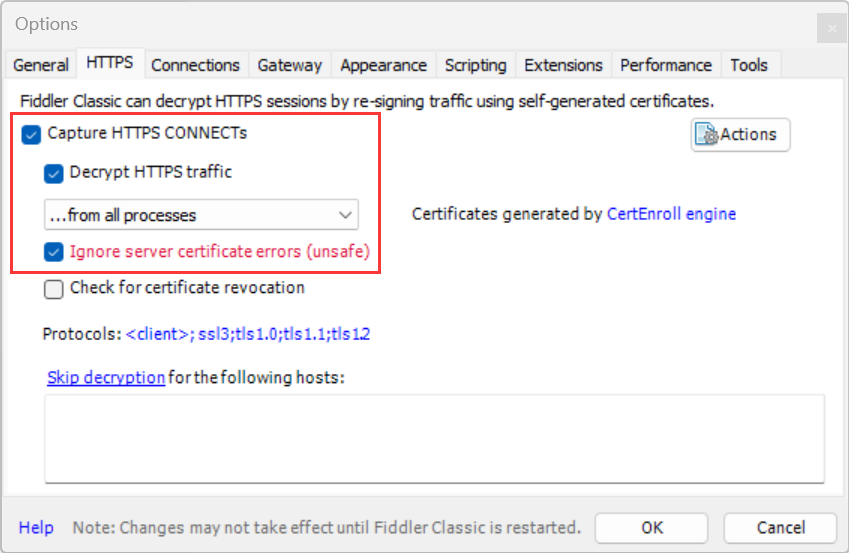 Options
General HTTPS Connections Gateway Appearance Scripting Extensions Performance Tools
Fiddler Classic can decrypt HTTPS sessions by re-signing traffic using self-generated certificates.
Capture HTTPS CONNECTs
Actions
Decrypt HTTPS traffic
...from all processes
Certificates generated by CertEnroll engine
Ignore server certificate errors (unsafe)
Check for certificate revocation
Protocols: <client>; ssl3;tls1.0;tls1.1;tls1.2
Skip decryption for the following hosts:
Help Note: Changes may not take effect until Fiddler Classic is restarted. OK Cancel